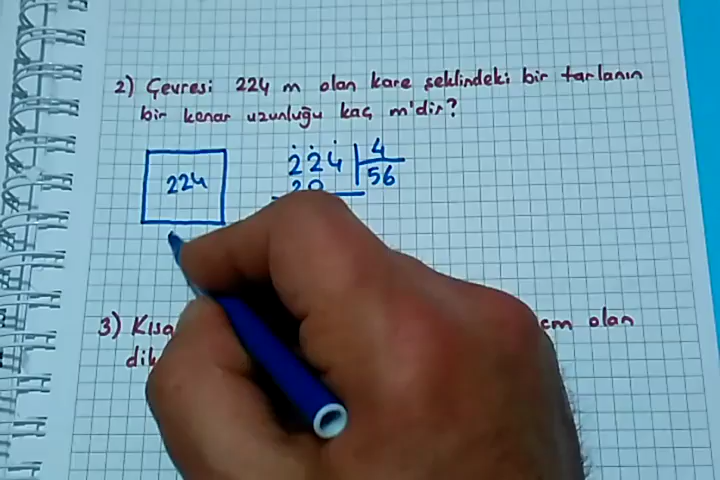 2) Çevresi 224 m olan kare şeklindeki bir tarlanın
bir kenar uzunluğu kaç m'dir?
224
224 4
20 56
3) Kısa cm olan